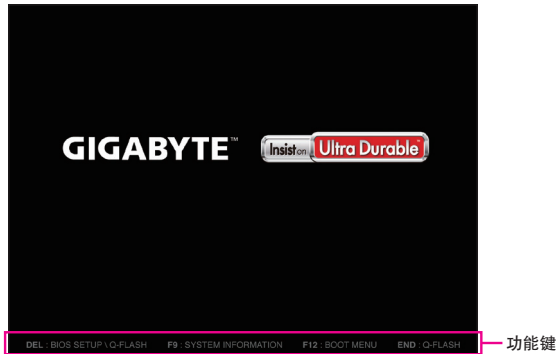 GIGABYTE™
Insist on Ultra Durable™
DEL : BIOS SETUP \ Q-FLASH F9 : SYSTEM INFORMATION F12 : BOOT MENU END : Q-FLASH
功能键